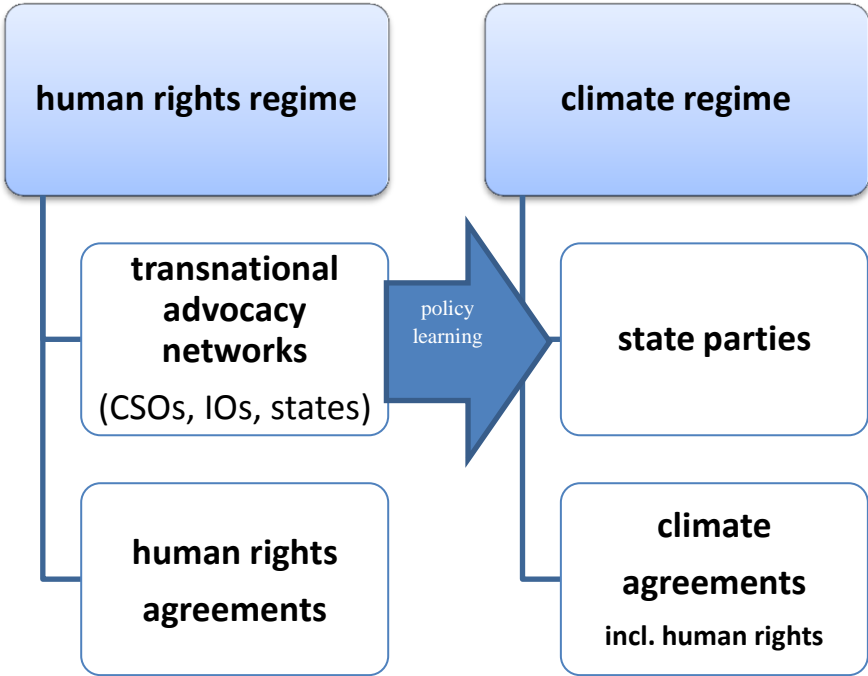 human rights regime
climate regime
transnational
advocacy
networks
(CSOs, IOs, states)
policy
learning
state parties
human rights
agreements
climate
agreements
incl. human rights